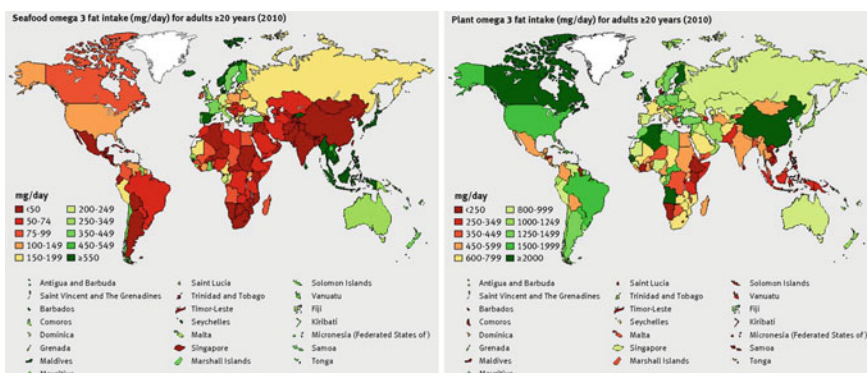 Seafood omega 3 fat intake (mg/day) for adults ≥20 years (2010)
mg/day
<50
50-74
75-99
100-149
150-199
200-249
250-349
350-449
450-549
≥550
Antigua and Barbuda
Saint Vincent and The Grenadines
Barbados
Comoros
Dominica
Grenada
Maldives
Mauritius
Saint Lucia
Trinidad and Tobago
Timor-Leste
Seychelles
Malta
Singapore
Marshall Islands
Solomon Islands
Vanuatu
Fiji
Kiribati
Micronesia (Federated States of)
Samoa
Tonga
Plant omega 3 fat intake (mg/day) for adults ≥20 years (2010)
mg/day
<250
250-349
350-449
450-599
600-799
800-999
1000-1249
1250-1499
1500-1999
≥2000
Antigua and Barbuda
Saint Vincent and The Grenadines
Barbados
Comoros
Dominica
Grenada
Maldives
Mauritius
Saint Lucia
Trinidad and Tobago
Timor-Leste
Seychelles
Malta
Singapore
Marshall Islands
Solomon Islands
Vanuatu
Fiji
Kiribati
Micronesia (Federated States of )
Samoa
Tonga